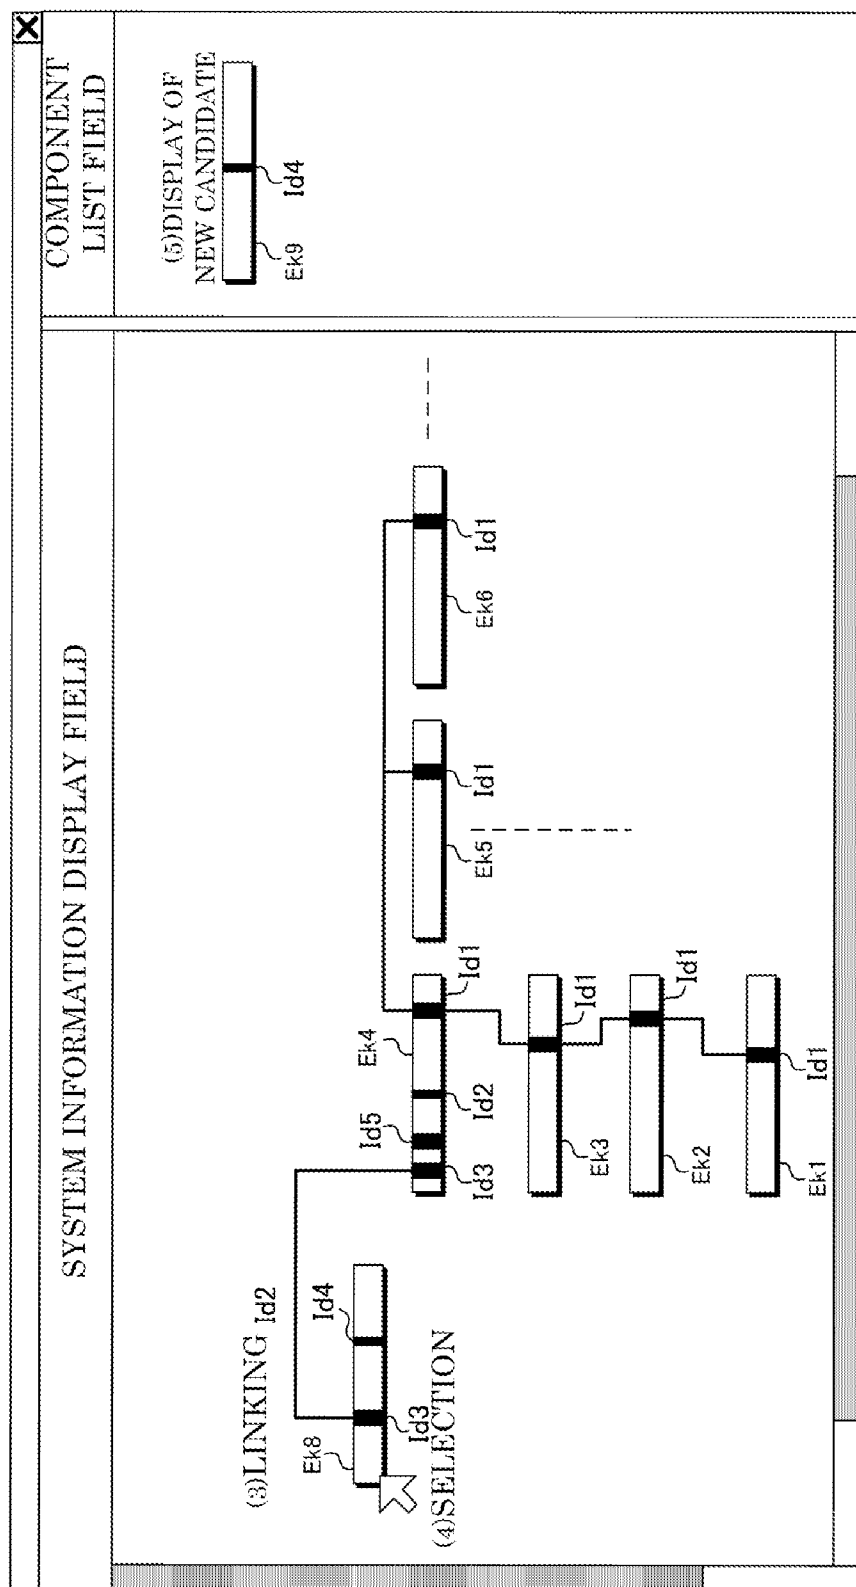 SYSTEM INFORMATION DISPLAY FIELD
COMPONENT
LIST FIELD
(3)LINKING
Id2
Ek8
Id4
Id3
(4)SELECTION
Id5
Ek4
Id3
Id2
Id1
Ek5
Id1
Ek6
Id1
Ek3
Id1
Ek2
Id1
Ek1
Id1
(5)DISPLAY OF
NEW CANDIDATE
Ek9
Id4